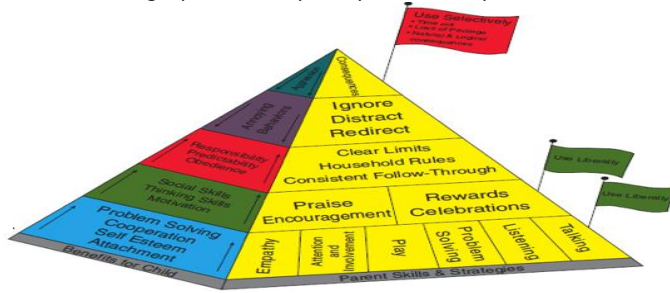 Use Selectively
• Time out
• Loss of Privilege
• Natural & Logical
consequences
Aggression
Consequences
Annoying
Behaviors
Ignore
Distract
Redirect
Responsibility
Predictability
Obedience
Clear Limits
Household Rules
Consistent Follow-Through
Use Liberally
Use Liberally
Social Skills
Thinking Skills
Motivation
Praise
Encouragement
Rewards
Celebrations
Problem Solving
Cooperation
Self Esteem
Attachment
Empathy
Attention
and
Involvement
Play
Problem
Solving
Listening
Talking
Benefits for Child
Parent Skills & Strategies